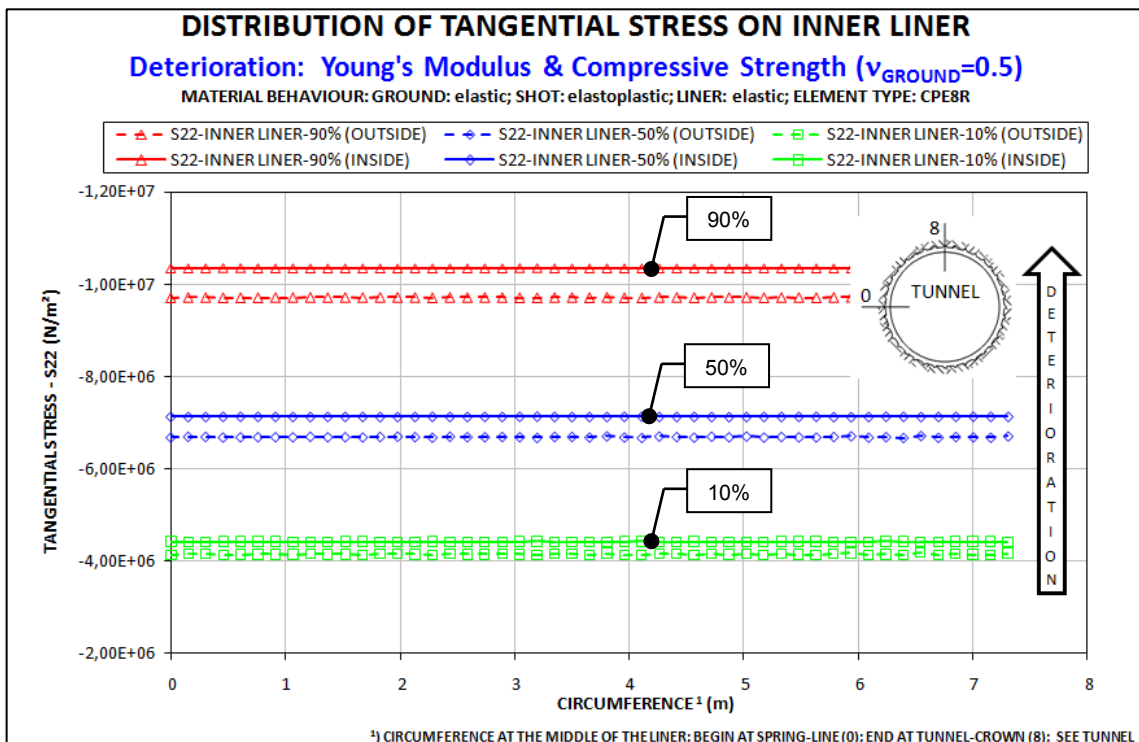 DISTRIBUTION OF TANGENTIAL STRESS ON INNER LINER
Deterioration: Young's Modulus & Compressive Strength (νGROUND=0.5)
MATERIAL BEHAVIOUR: GROUND: elastic; SHOT: elastoplastic; LINER: elastic; ELEMENT TYPE: CPE8R
S22-INNER LINER-90% (OUTSIDE) S22-INNER LINER-50% (OUTSIDE) S22-INNER LINER-10% (OUTSIDE)
S22-INNER LINER-90% (INSIDE) S22-INNER LINER-50% (INSIDE) S22-INNER LINER-10% (INSIDE)
TANGENTIAL STRESS - S22 (N/m²)
-1,20E+07
-1,00E+07
-8,00E+06
-6,00E+06
-4,00E+06
-2,00E+06
90%
50%
10%
8
0
TUNNEL
DETERIORATION
0 1 2 3 4 5 6 7 8
CIRCUMFERENCE ¹ (m)
¹) CIRCUMFERENCE AT THE MIDDLE OF THE LINER; BEGIN AT SPRING-LINE (0); END AT TUNNEL-CROWN (8); SEE TUNNEL